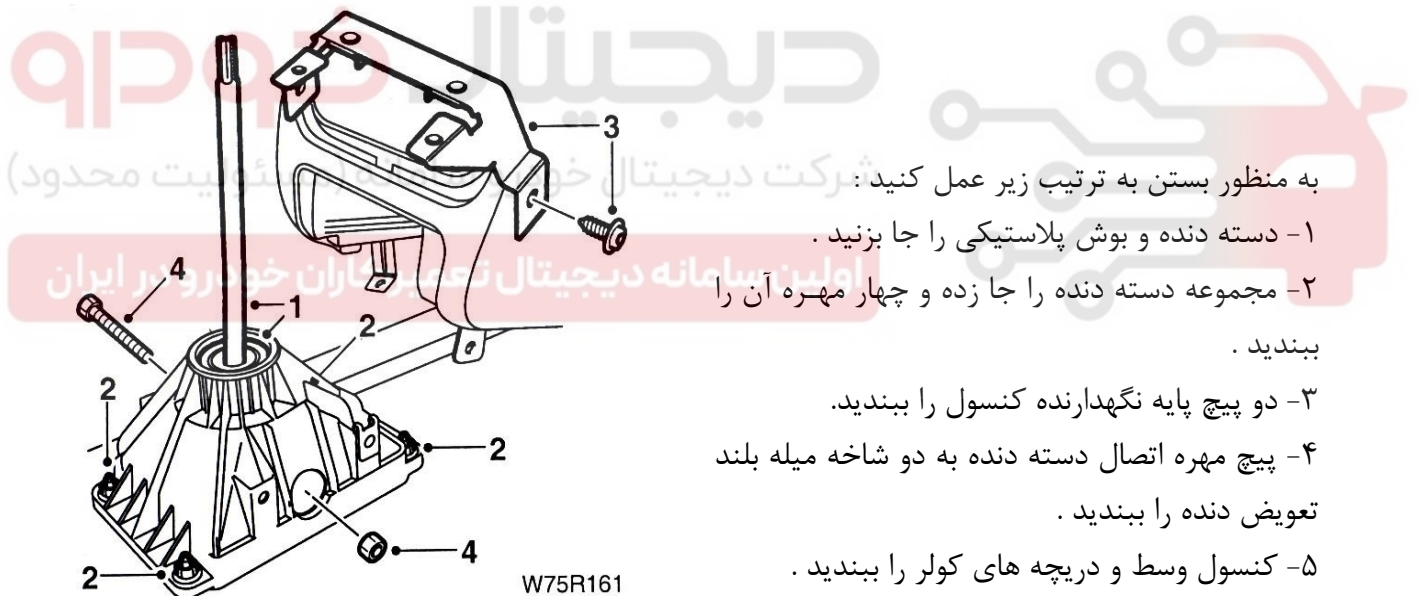 دیجیتال خودرو
شرکت دیجیتال خودرو سامانه (مسئولیت محدود)
اولین سامانه دیجیتال تعمیرکاران خودرو در ایران
به منظور بستن به ترتیب زیر عمل کنید :
۱- دسته دنده و بوش پلاستیکی را جا بزنید .
۲- مجموعه دسته دنده را جا زده و چهار مهره آن را
ببندید .
۳- دو پیچ پایه نگهدارنده کنسول را ببندید.
۴- پیچ مهره اتصال دسته دنده به دو شاخه میله بلند
تعویض دنده را ببندید .
۵- کنسول وسط و دریچه های کولر را ببندید .
3
4
1
2
2
2
4
2
W75R161